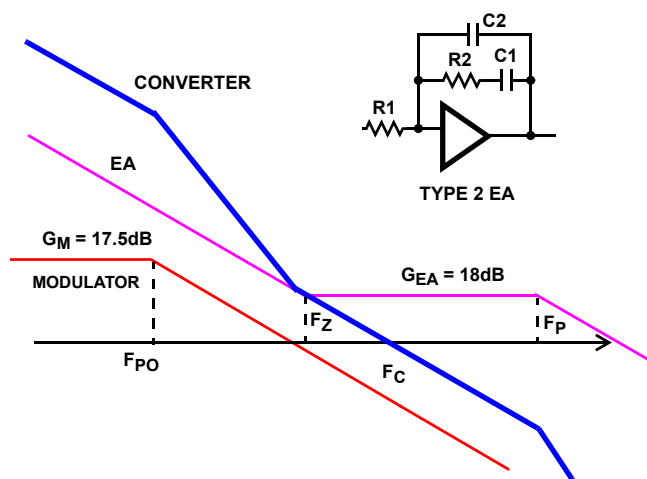 C2
R2
C1
R1
TYPE 2 EA
CONVERTER
EA
GM = 17.5dB
MODULATOR
GEA = 18dB
FPO
FZ
FC
FP